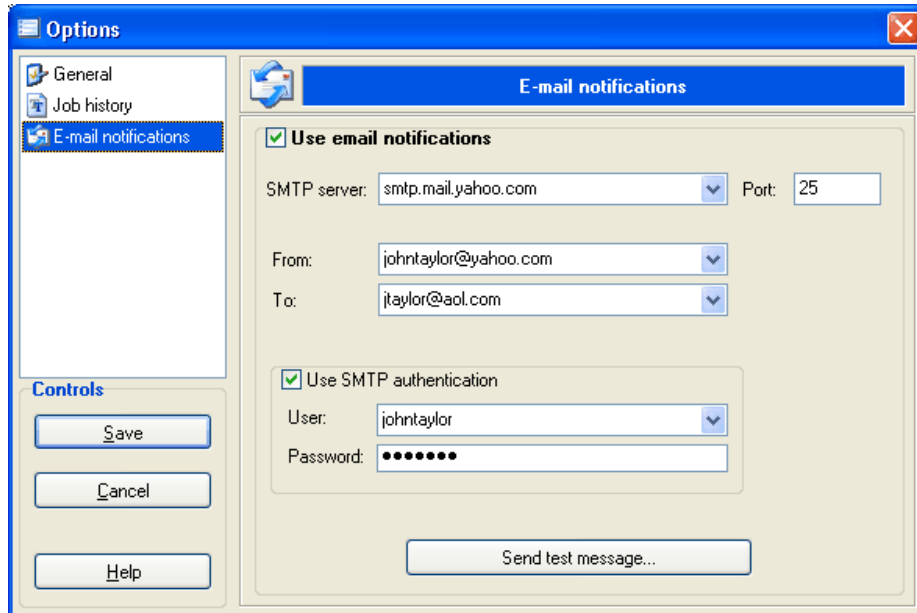 Options
General
Job history
E-mail notifications
E-mail notifications
Use email notifications
SMTP server: smtp.mail.yahoo.com Port: 25
From: johntaylor@yahoo.com
To: jtaylor@aol.com
Use SMTP authentication
User: johntaylor
Password: •••••••
Send test message...
Controls
Save
Cancel
Help